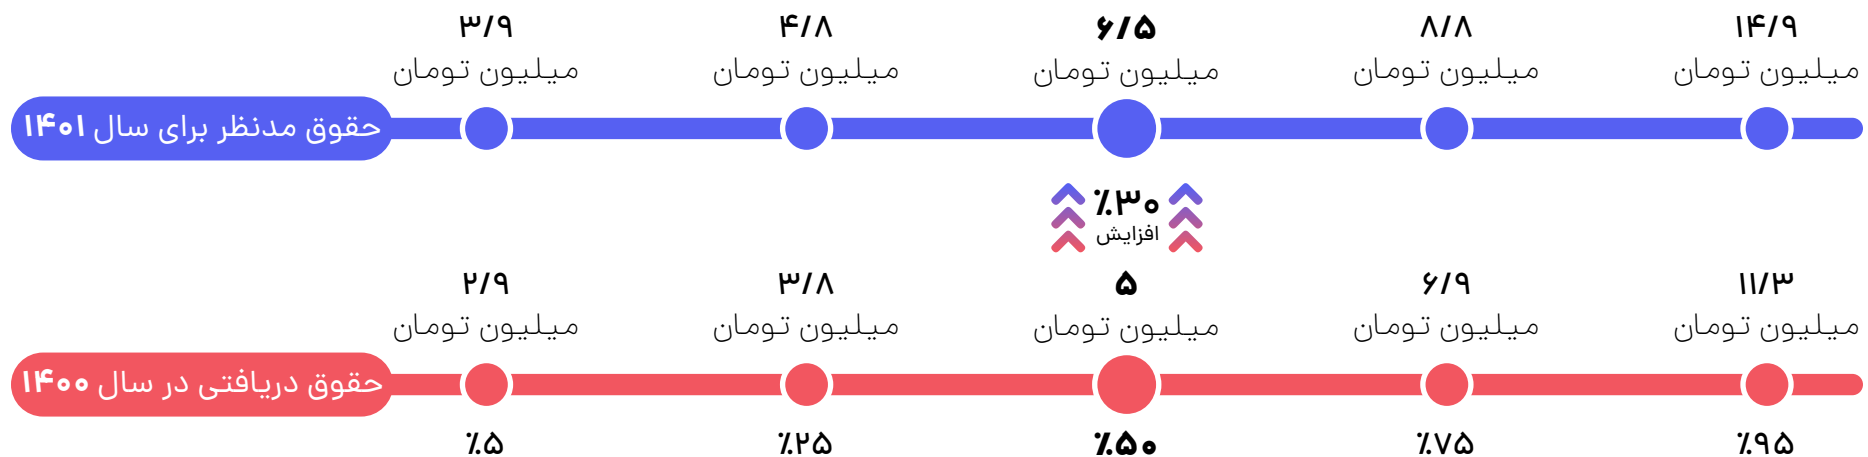 ۳/۹
میلیون تومان
۴/۸
میلیون تومان
۶/۵
میلیون تومان
۸/۸
میلیون تومان
۱۴/۹
میلیون تومان
حقوق مدنظر برای سال ۱۴۰۱
٪۳۰
افزایش
۲/۹
میلیون تومان
۳/۸
میلیون تومان
۵
میلیون تومان
۶/۹
میلیون تومان
۱۱/۳
میلیون تومان
حقوق دریافتی در سال ۱۴۰۰
٪۵
٪۲۵
٪۵۰
٪۷۵
٪۹۵